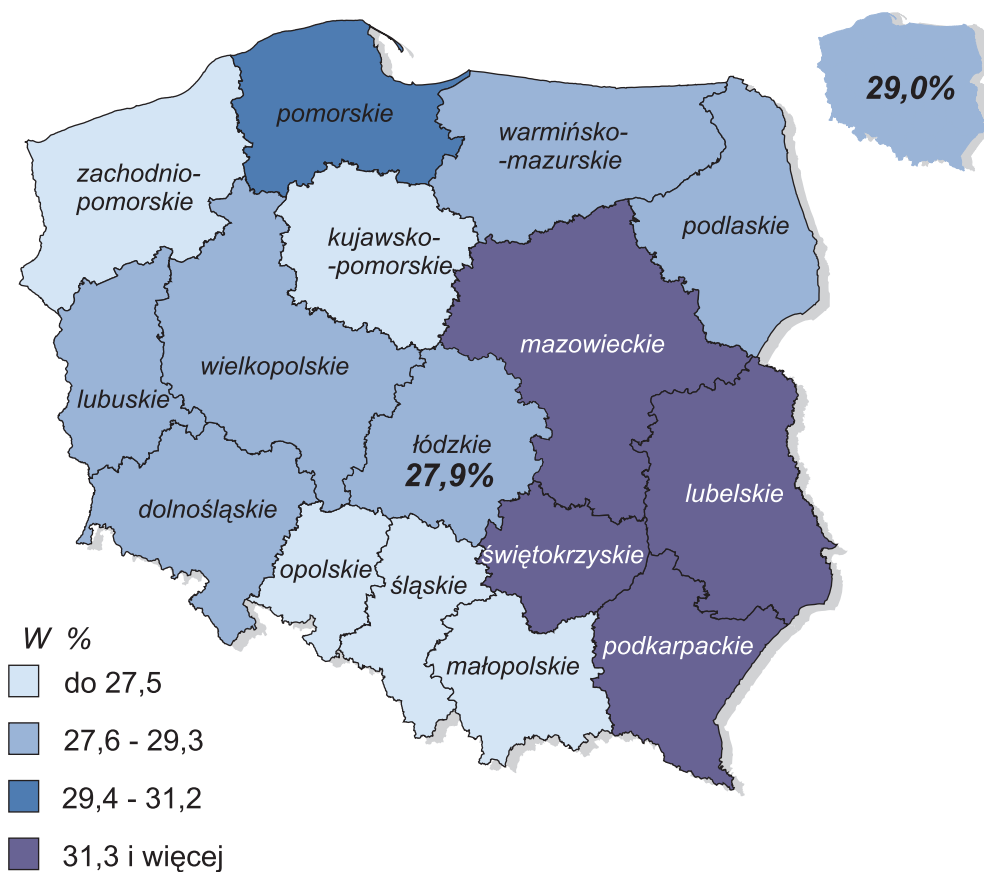 29,0%
pomorskie
warmińsko-
-mazurskie
zachodnio-
pomorskie
kujawsko-
-pomorskie
podlaskie
mazowieckie
wielkopolskie
lubuskie
łódzkie
27,9%
lubelskie
dolnośląskie
świętokrzyskie
opolskie
śląskie
małopolskie
podkarpackie
W %
do 27,5
27,6 - 29,3
29,4 - 31,2
31,3 i więcej